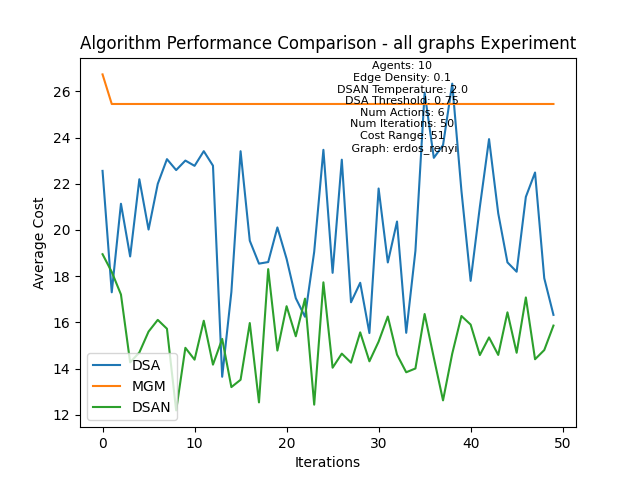 Algorithm Performance Comparison - all graphs Experiment
Agents: 10
Edge Density: 0.1
DSAN Temperature: 2.0
DSA Threshold: 0.75
Num Actions: 6
Num Iterations: 50
Cost Range: 51
Graph: erdos_renyi
Average Cost
26
24
22
20
18
16
14
12
DSA
MGM
DSAN
0
10
20
30
40
50
Iterations